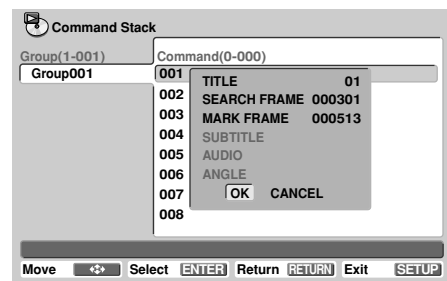 Command Stack
Group(1-001) Command(0-000)
Group001 001
TITLE 01
002 SEARCH FRAME 000301
003 MARK FRAME 000513
004 SUBTITLE
005 AUDIO
006 ANGLE
007 OK CANCEL
008
Move Select ENTER Return RETURN Exit SETUP